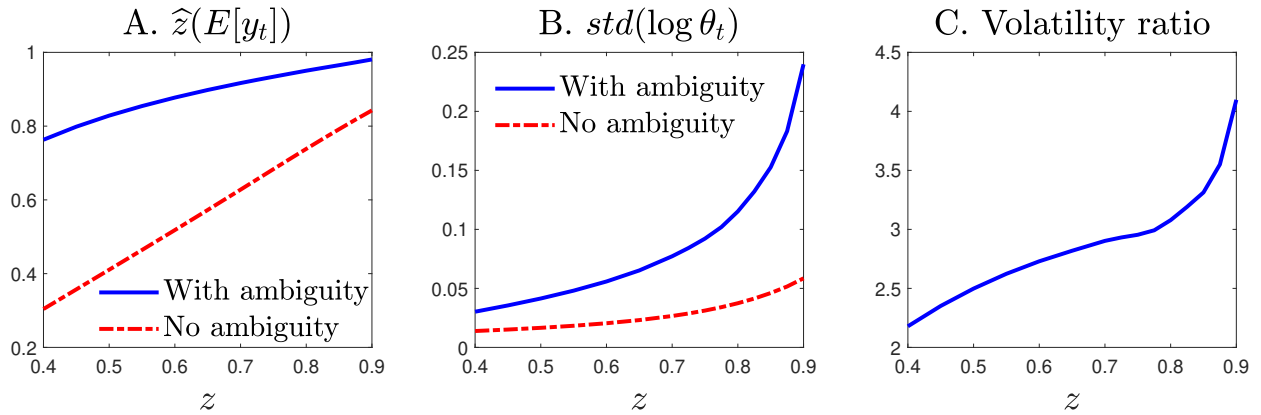 A. ẑ(E[y_t])
1
0.8
0.6
0.4
0.2
With ambiguity
No ambiguity
0.4 0.5 0.6 0.7 0.8 0.9
z
B. std(log θ_t)
0.25
0.2
0.15
0.1
0.05
0
With ambiguity
No ambiguity
0.4 0.5 0.6 0.7 0.8 0.9
z
C. Volatility ratio
4.5
4
3.5
3
2.5
2
0.4 0.5 0.6 0.7 0.8 0.9
z